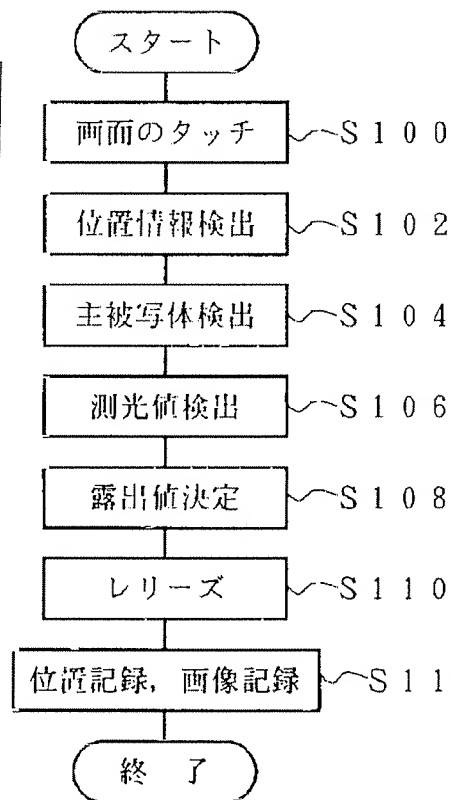 スタート
画面のタッチ S100
位置情報検出 S102
主被写体検出 S104
測光値検出 S106
露出値決定 S108
レリーズ S110
位置記録，画像記録 S11
終 了